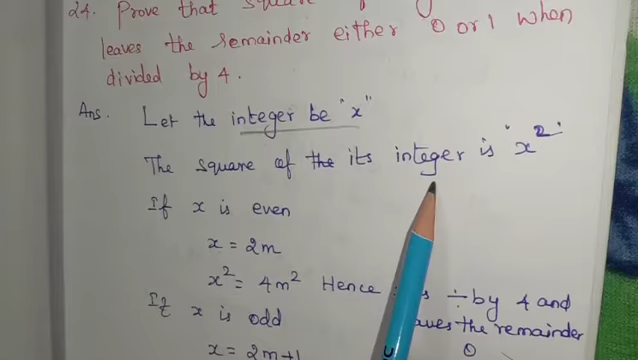 24. Prove that square
leaves the remainder either 0 or 1 when
divided by 4.
Ans. Let the integer be "x"
The square of the its integer is "x²"
If x is even
x = 2m
x² = 4m² Hence ÷ by 4 and
the remainder
0
If x is odd
x = 2m+1